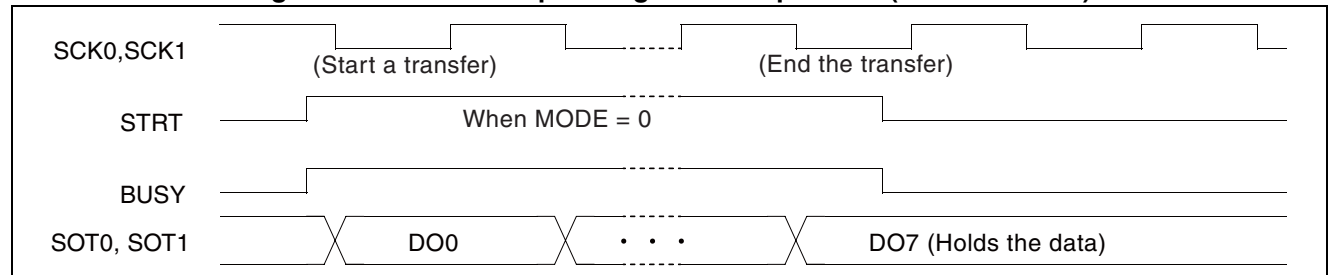 SCK0,SCK1
(Start a transfer) (End the transfer)
STRT When MODE = 0
BUSY
SOT0, SOT1 DO0 • • • DO7 (Holds the data)